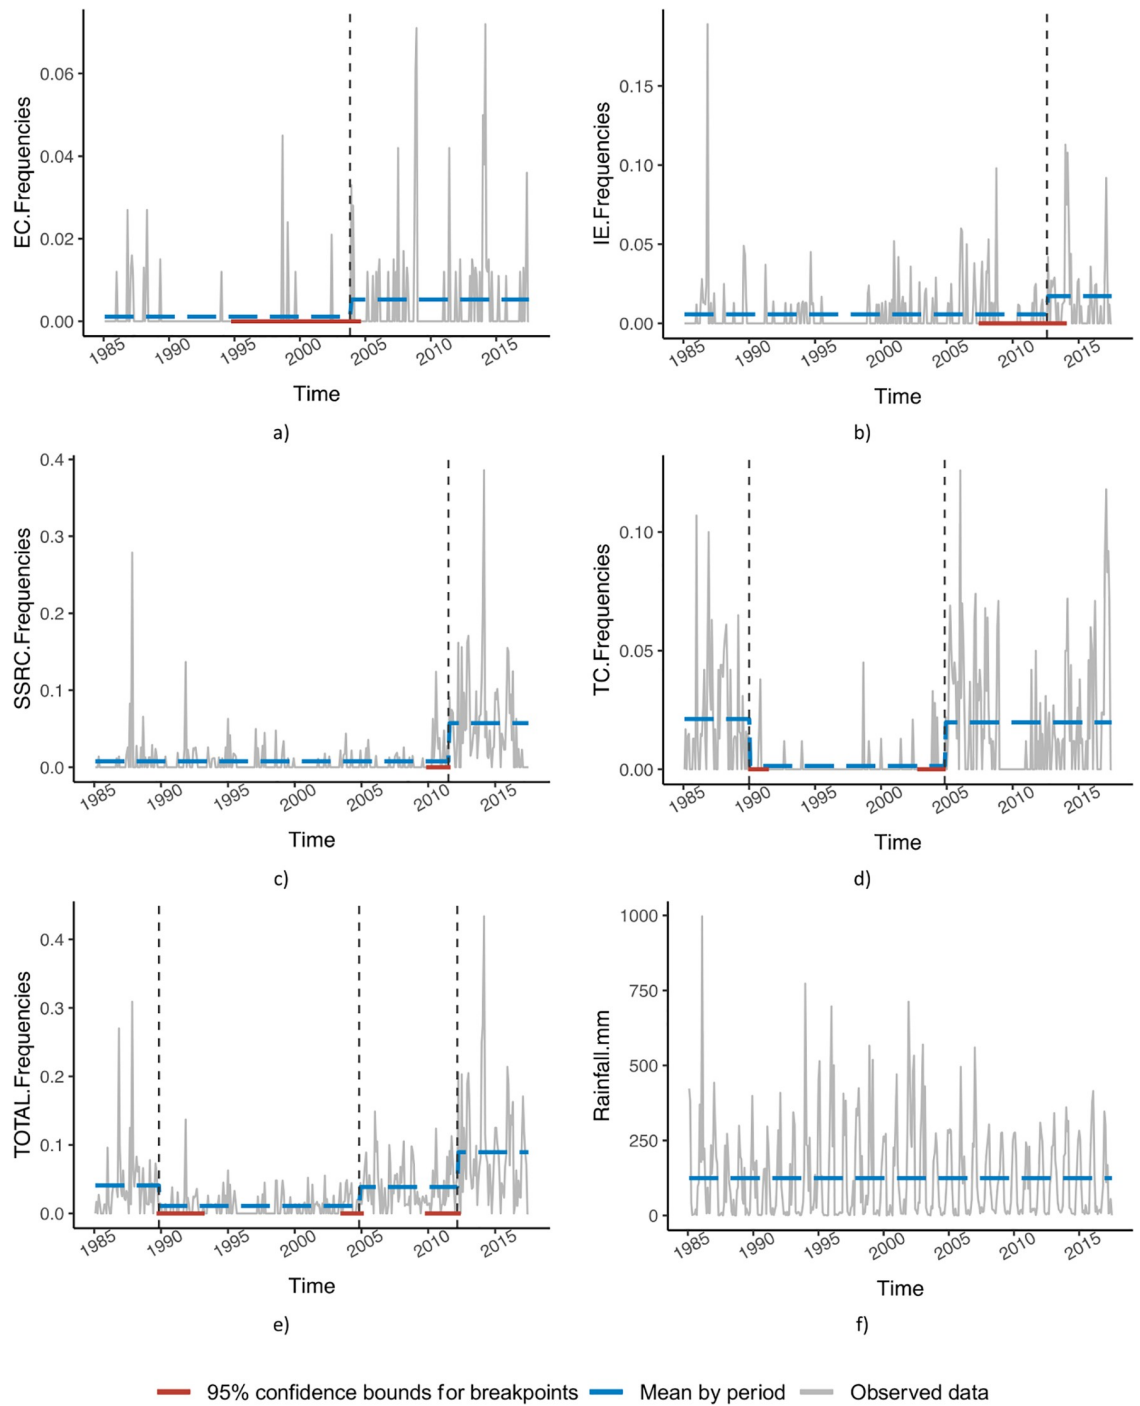 EC.Frequencies
0.06
0.04
0.02
0.00
1985 1990 1995 2000 2005 2010 2015
Time
a)
IE.Frequencies
0.15
0.10
0.05
0.00
1985 1990 1995 2000 2005 2010 2015
Time
b)
SSRC.Frequencies
0.4
0.3
0.2
0.1
0.0
1985 1990 1995 2000 2005 2010 2015
Time
c)
TC.Frequencies
0.10
0.05
0.00
1985 1990 1995 2000 2005 2010 2015
Time
d)
TOTAL.Frequencies
0.4
0.3
0.2
0.1
0.0
1985 1990 1995 2000 2005 2010 2015
Time
e)
Rainfall.mm
1000
750
500
250
0
1985 1990 1995 2000 2005 2010 2015
Time
f)
95% confidence bounds for breakpoints Mean by period Observed data